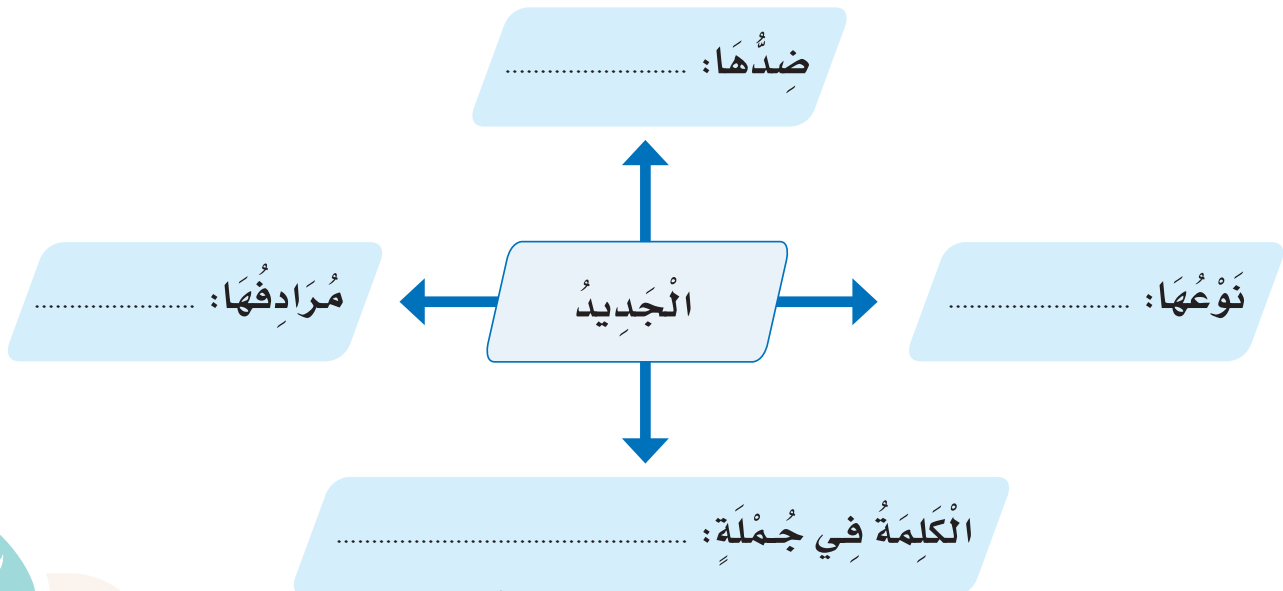 ضِدُّهَا: ..........................
نَوْعُهَا: ..........................
الْجَدِيدُ
مُرَادِفُهَا: .......................
الْكَلِمَةُ فِي جُمْلَةٍ: ..................................................